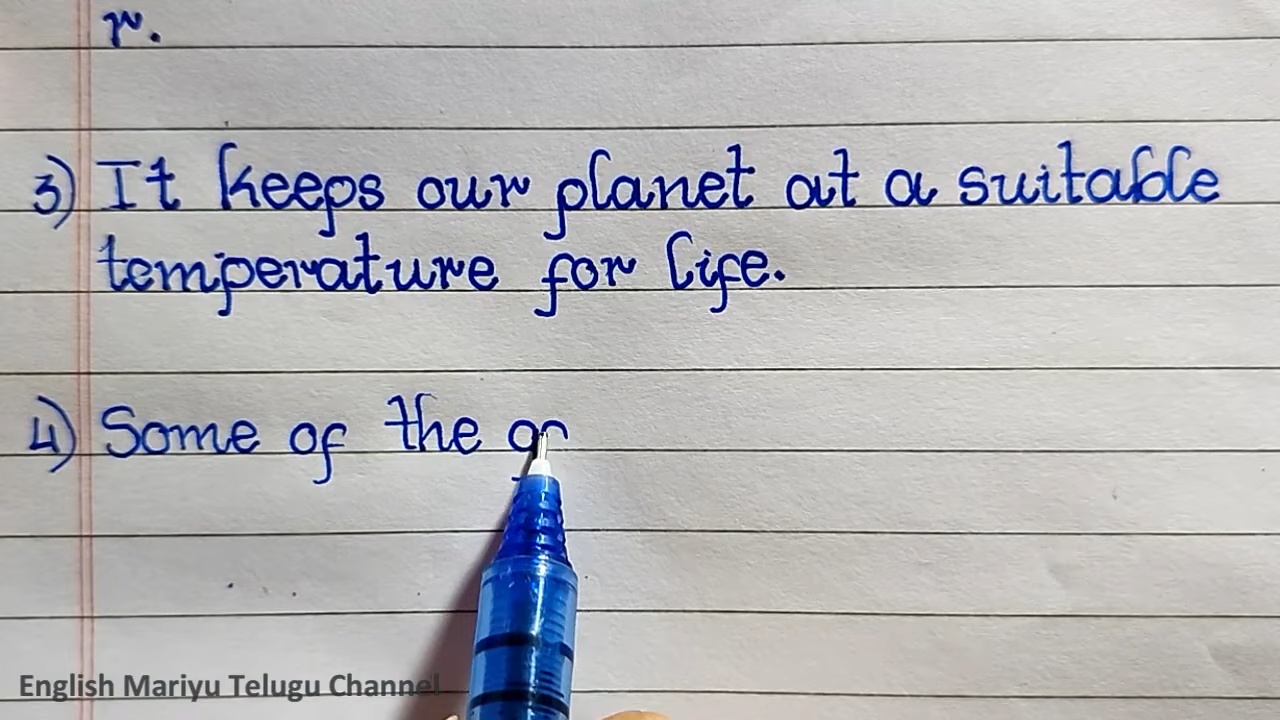 r.
3) It keeps our planet at a suitable
temperature for life.
4) Some of the
English Mariyu Telugu Channel